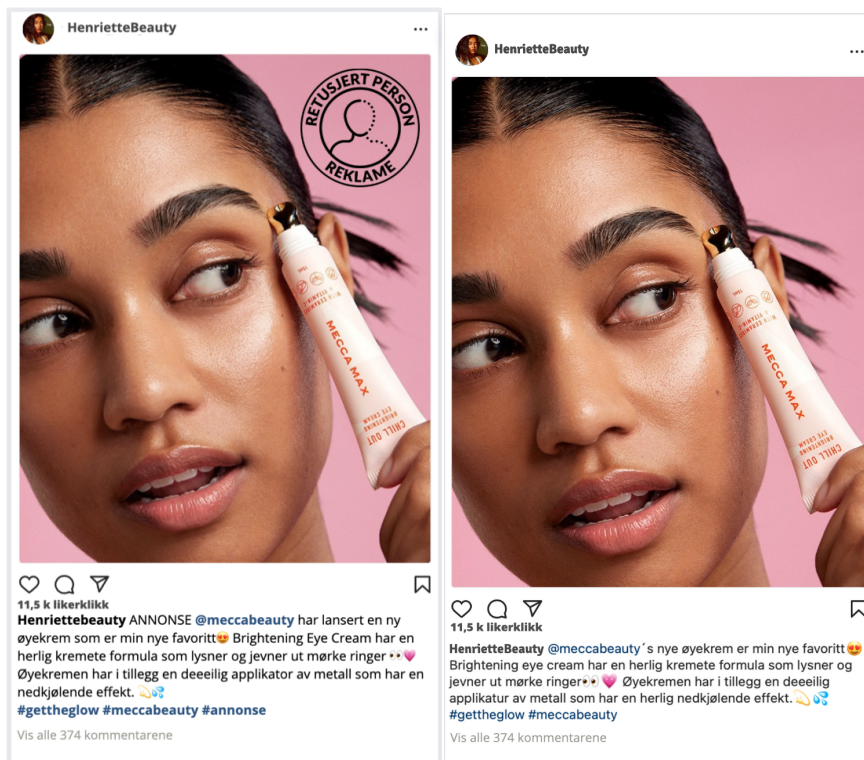 HenrietteBeauty
RETUSJERT PERSON
REKLAME
MECCA MAX
CHILL OUT
BRIGHTENING
EYE CREAM
11,5 k likerklikk
Henriettebeauty ANNONSE @meccabeauty har lansert en ny
øyekrem som er min nye favoritt😍 Brightening Eye Cream har en
herlig kremete formula som lysner og jevner ut mørke ringer 👀💗
Øyekremen har i tillegg en deeeilig applikator av metall som har en
nedkjølende effekt. 💫💦
#gettheglow #meccabeauty #annonse
Vis alle 374 kommentarene
HenrietteBeauty
MECCA MAX
CHILL OUT
BRIGHTENING
EYE CREAM
11,5 k likerklikk
HenrietteBeauty @meccabeauty´s nye øyekrem er min nye favoritt😍
Brightening eye cream har en herlig kremete formula som lysner og
jevner ut mørke ringer👀💗 Øyekremen har i tillegg en deeeilig
applikatur av metall som har en herlig nedkjølende effekt. 💫💦
#gettheglow #meccabeauty
Vis alle 374 kommentarene